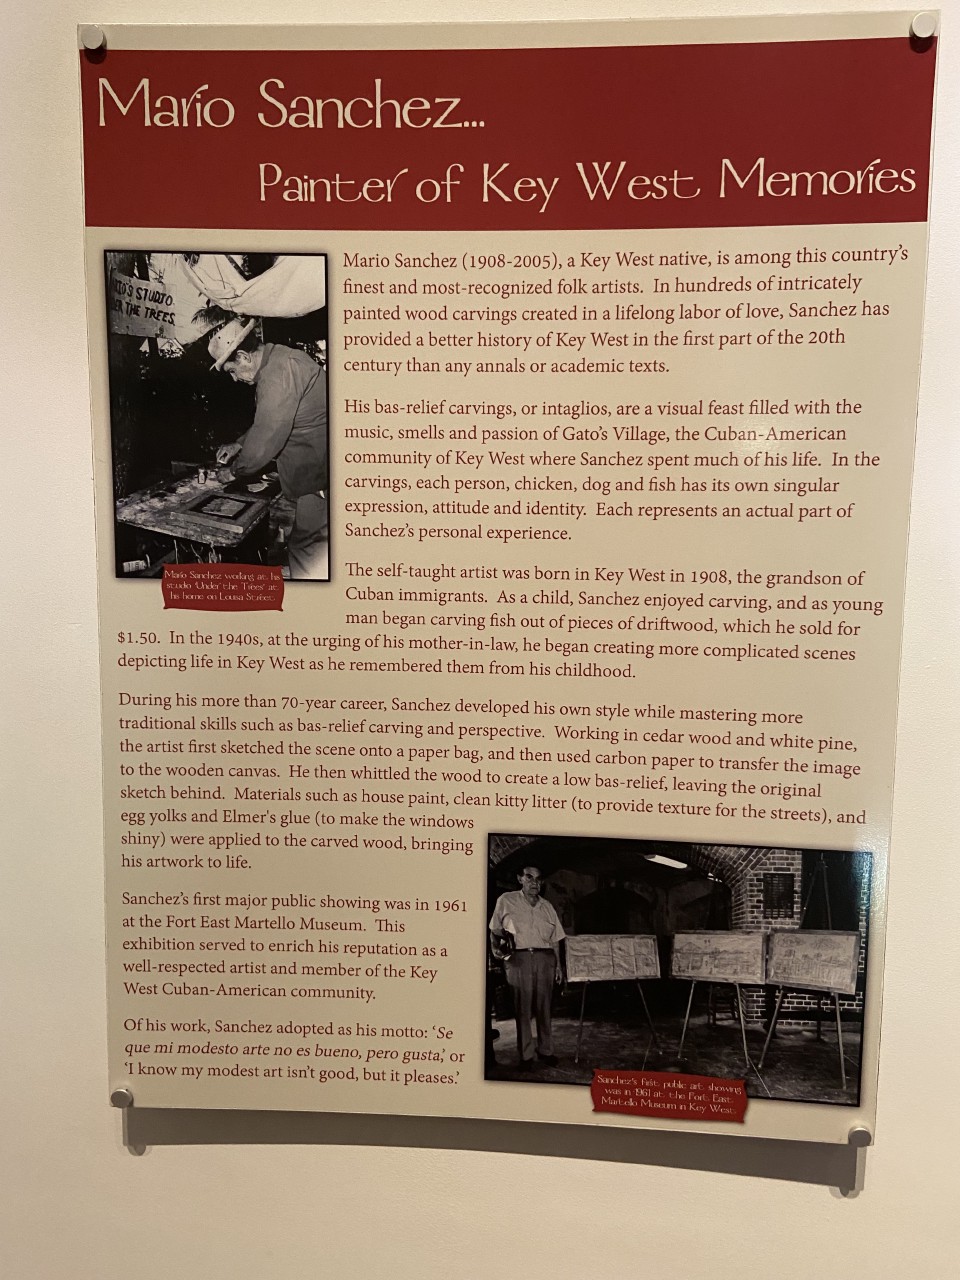 Mario Sanchez...
Painter of Key West Memories
Mario Sanchez (1908-2005), a Key West native, is among this country's
finest and most-recognized folk artists. In hundreds of intricately
painted wood carvings created in a lifelong labor of love, Sanchez has
provided a better history of Key West in the first part of the 20th
century than any annals or academic texts.
His bas-relief carvings, or intaglios, are a visual feast filled with the
music, smells and passion of Gato's Village, the Cuban-American
community of Key West where Sanchez spent much of his life. In the
carvings, each person, chicken, dog and fish has its own singular
expression, attitude and identity. Each represents an actual part of
Sanchez's personal experience.
The self-taught artist was born in Key West in 1908, the grandson of
Cuban immigrants. As a child, Sanchez enjoyed carving, and as young
man began carving fish out of pieces of driftwood, which he sold for
$1.50. In the 1940s, at the urging of his mother-in-law, he began creating more complicated scenes
depicting life in Key West as he remembered them from his childhood.
IO'S STUDIO
ER THE TREES
Mario Sanchez working at his
studio 'Under the Trees' at
his home on Louisa Street.
During his more than 70-year career, Sanchez developed his own style while mastering more
traditional skills such as bas-relief carving and perspective. Working in cedar wood and white pine,
the artist first sketched the scene onto a paper bag, and then used carbon paper to transfer the image
to the wooden canvas. He then whittled the wood to create a low bas-relief, leaving the original
sketch behind. Materials such as house paint, clean kitty litter (to provide texture for the streets), and
egg yolks and Elmer's glue (to make the windows
shiny) were applied to the carved wood, bringing
his artwork to life.
Sanchez's first major public showing was in 1961
at the Fort East Martello Museum. This
exhibition served to enrich his reputation as a
well-respected artist and member of the Key
West Cuban-American community.
Of his work, Sanchez adopted as his motto: 'Se
que mi modesto arte no es bueno, pero gusta,' or
'I know my modest art isn't good, but it pleases.'
Sanchez's first public art showing
was in 1961 at the Fort East
Martello Museum in Key West.